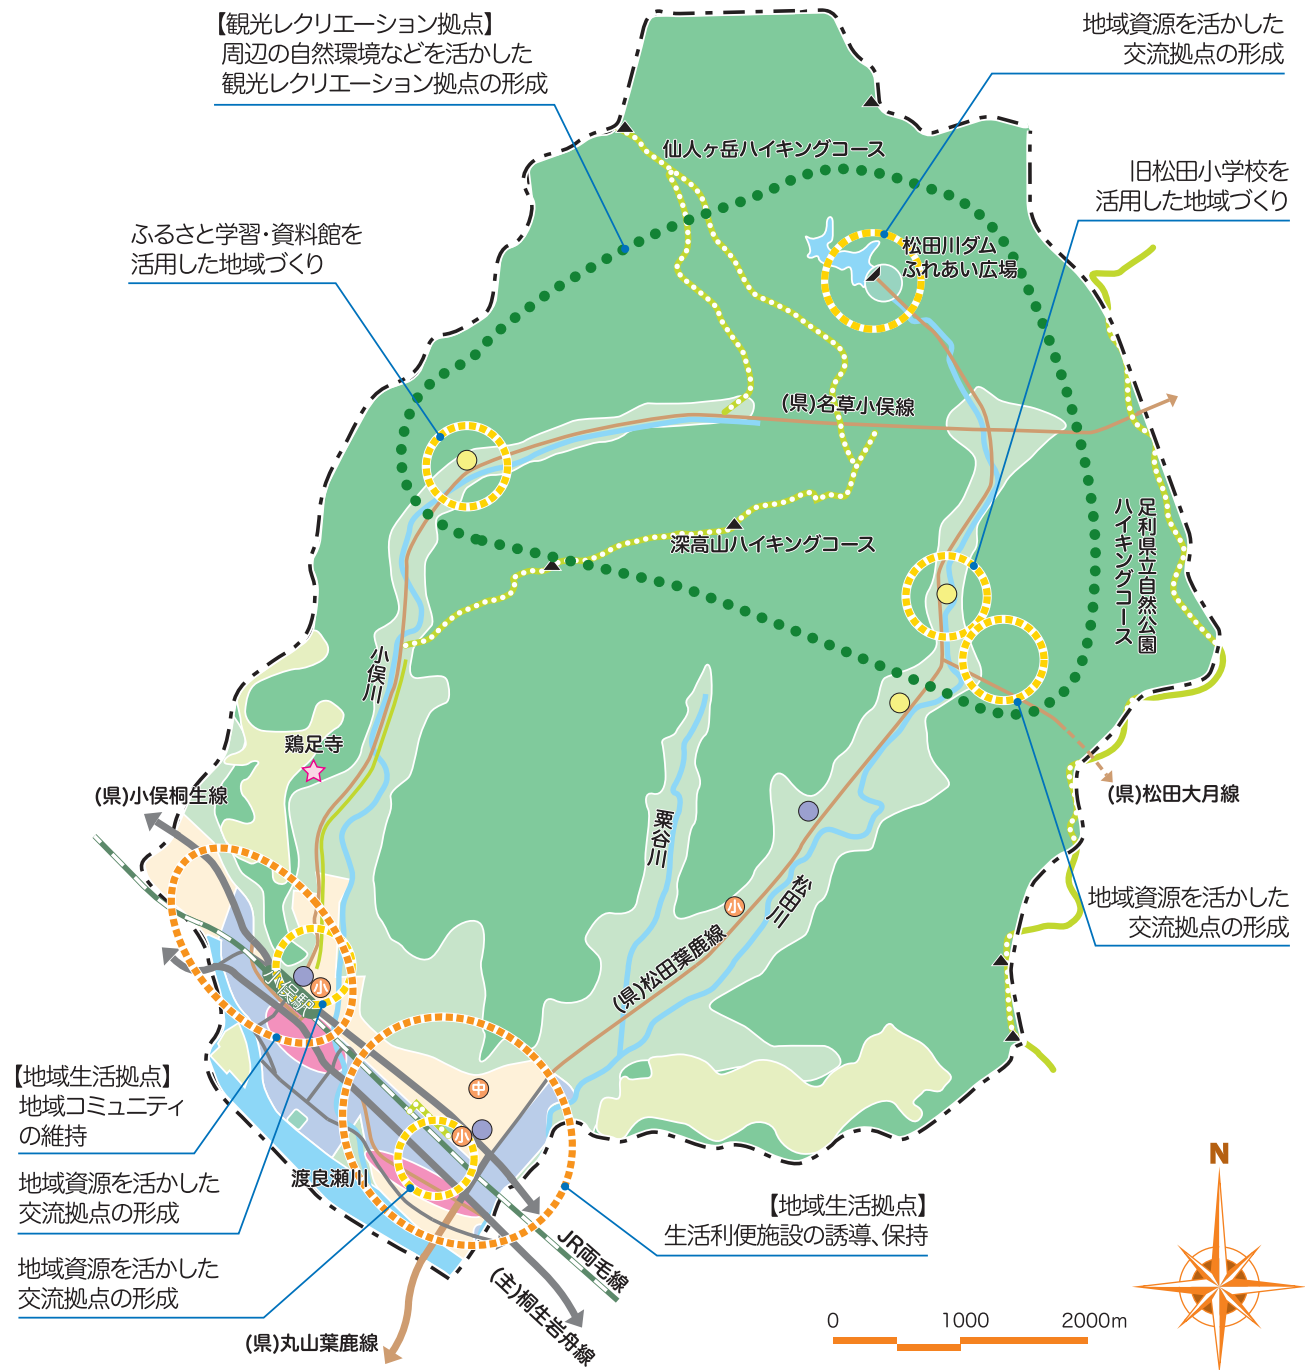 【観光レクリエーション拠点】
周辺の自然環境などを活かした
観光レクリエーション拠点の形成
地域資源を活かした
交流拠点の形成
仙人ヶ岳ハイキングコース
旧松田小学校を
活用した地域づくり
ふるさと学習・資料館を
活用した地域づくり
松田川ダム
ふれあい広場
(県)名草小俣線
足利県立自然公園
ハイキングコース
深高山ハイキングコース
小俣川
鶏足寺
(県)小俣桐生線
(県)松田大月線
粟谷川
松田川
小
(県)松田葉鹿線
地域資源を活かした
交流拠点の形成
小
小俣駅
【地域生活拠点】
地域コミュニティ
の維持
中
小
渡良瀬川
地域資源を活かした
交流拠点の形成
【地域生活拠点】
生活利便施設の誘導、保持
JR両毛線
地域資源を活かした
交流拠点の形成
(主)桐生岩舟線
(県)丸山葉鹿線
N
0 1000 2000m